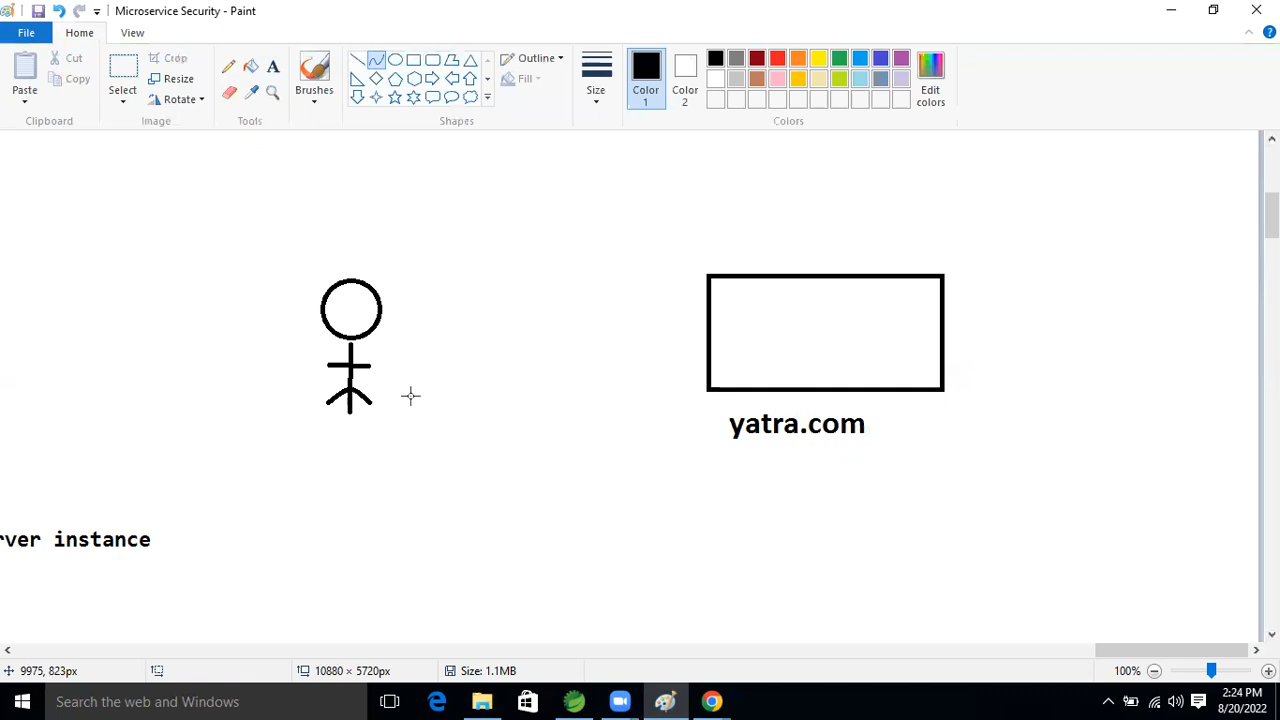 Microservice Security - Paint
File
Home
View
Paste
Cut
Copy
Clipboard
Select
Crop
Resize
Rotate
Image
Tools
Brushes
Shapes
Outline
Fill
Size
Color 1
Color 2
Edit colors
Colors
yatra.com
rver instance
9975, 823px
10880 × 5720px
Size: 1.1MB
100%
Search the web and Windows
2:24 PM
8/20/2022